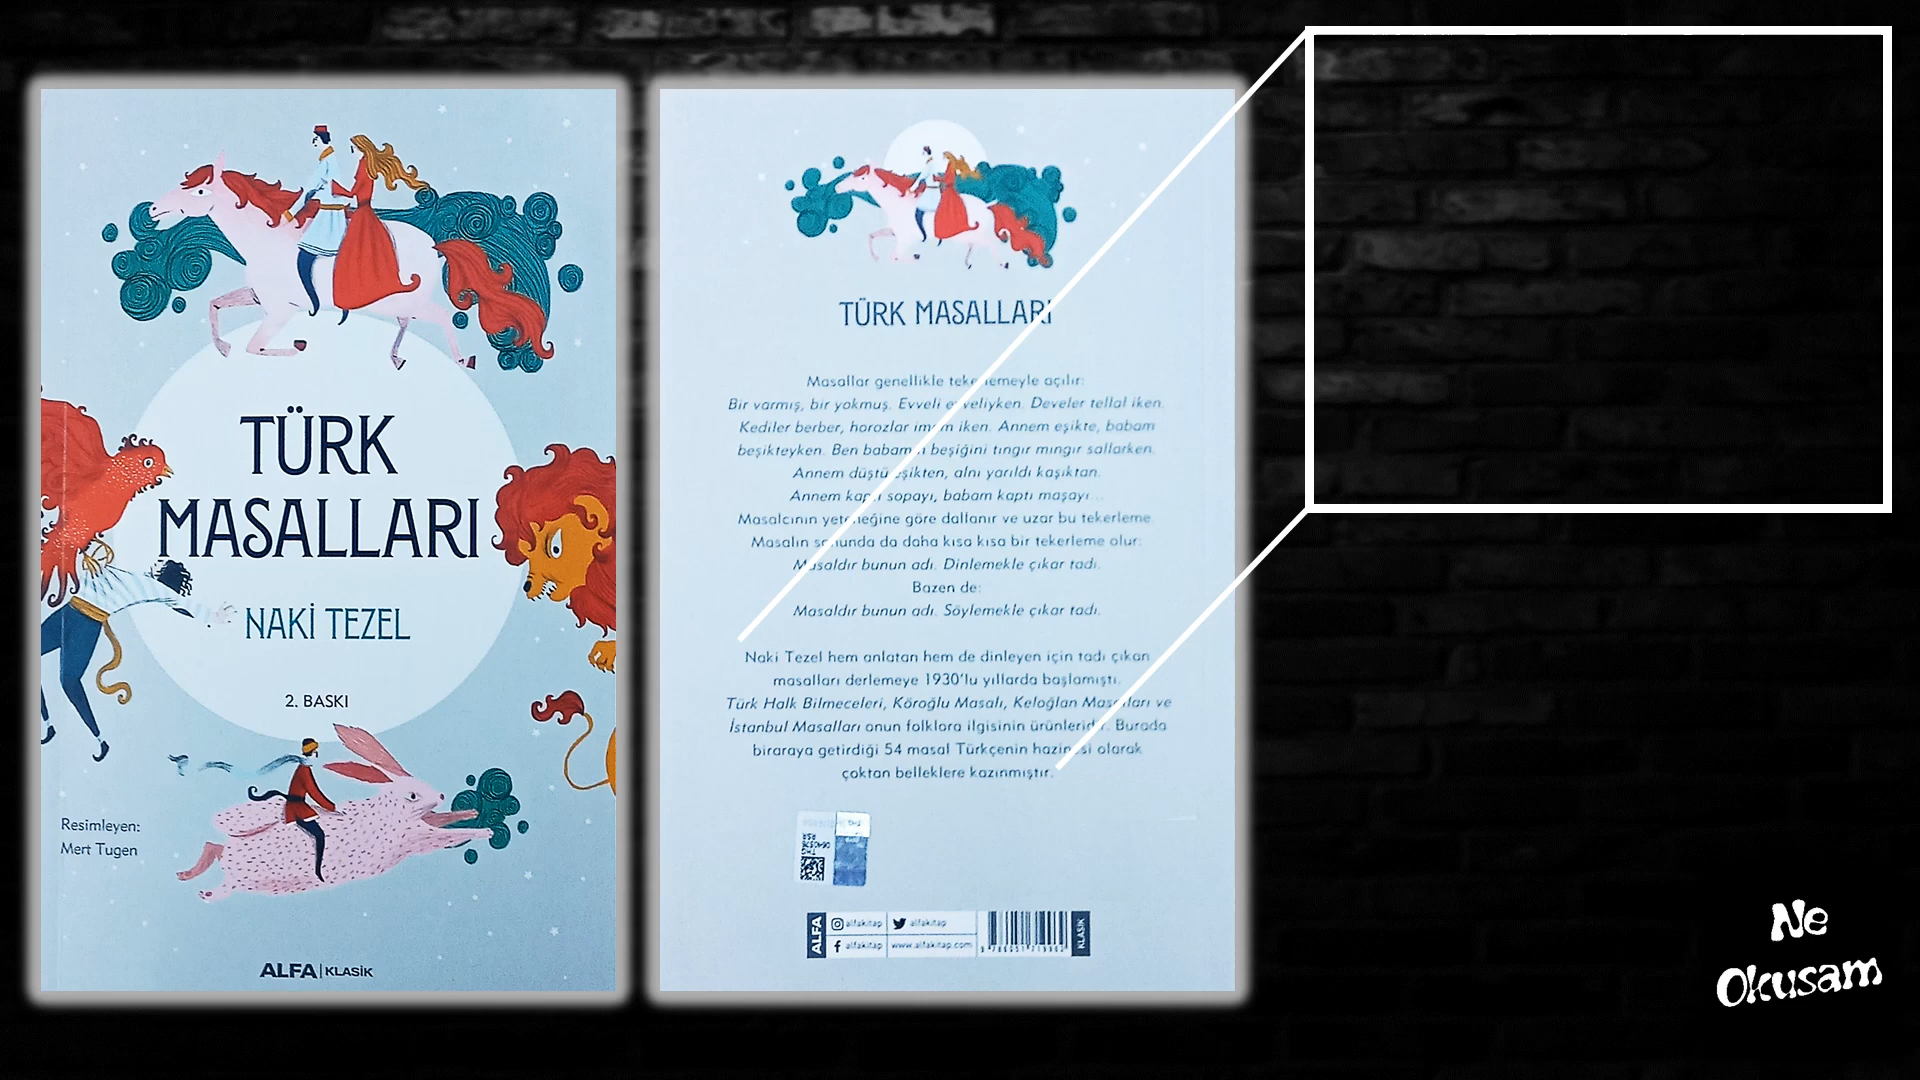 TÜRK
MASALLARI
NAKİ TEZEL
2. BASKI
Resimleyen:
Mert Tugen
ALFA | KLASİK
TÜRK MASALLARI
Masallar genellikle tekerlemeyle açılır:
Bir varmış, bir yokmuş. Evveli evveliyken. Develer tellal iken.
Kediler berber, horozlar imam iken. Annem eşikte, babam
beşikteyken. Ben babamın beşiğini tıngır mıngır sallarken.
Annem düştü eşikten, alnı yarıldı kaşıktan.
Annem kaptı sopayı, babam kaptı maşayı...
Masalcının yeteneğine göre dallanır ve uzar bu tekerleme.
Masalın sonunda da daha kısa kısa bir tekerleme olur:
Masaldır bunun adı. Dinlemekle çıkar tadı.
Bazen de:
Masaldır bunun adı. Söylemekle çıkar tadı.
Naki Tezel hem anlatan hem de dinleyen için tadı çıkan
masalları derlemeye 1930'lu yıllarda başlamıştı.
Türk Halk Bilmeceleri, Köroğlu Masalı, Keloğlan Masalları ve
İstanbul Masalları onun folklora ilgisinin ürünleridir. Burada
biraraya getirdiği 54 masal Türkçenin hazinesi olarak
çoktan belleklere kazınmıştır.
ALFA
alfakitap
alfakitap
alfakitap
www.alfakitap.com
KLASİK
Ne
Okusam